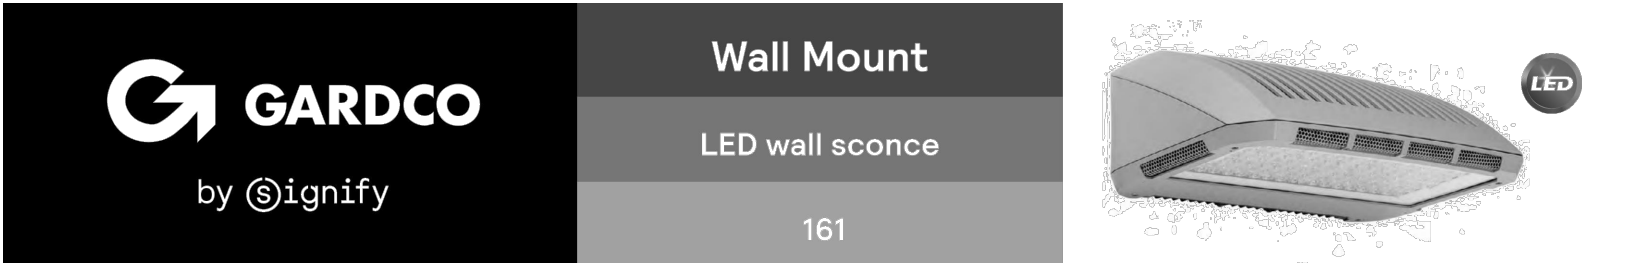 GARDCO
by Signify
Wall Mount
LED wall sconce
161
LED